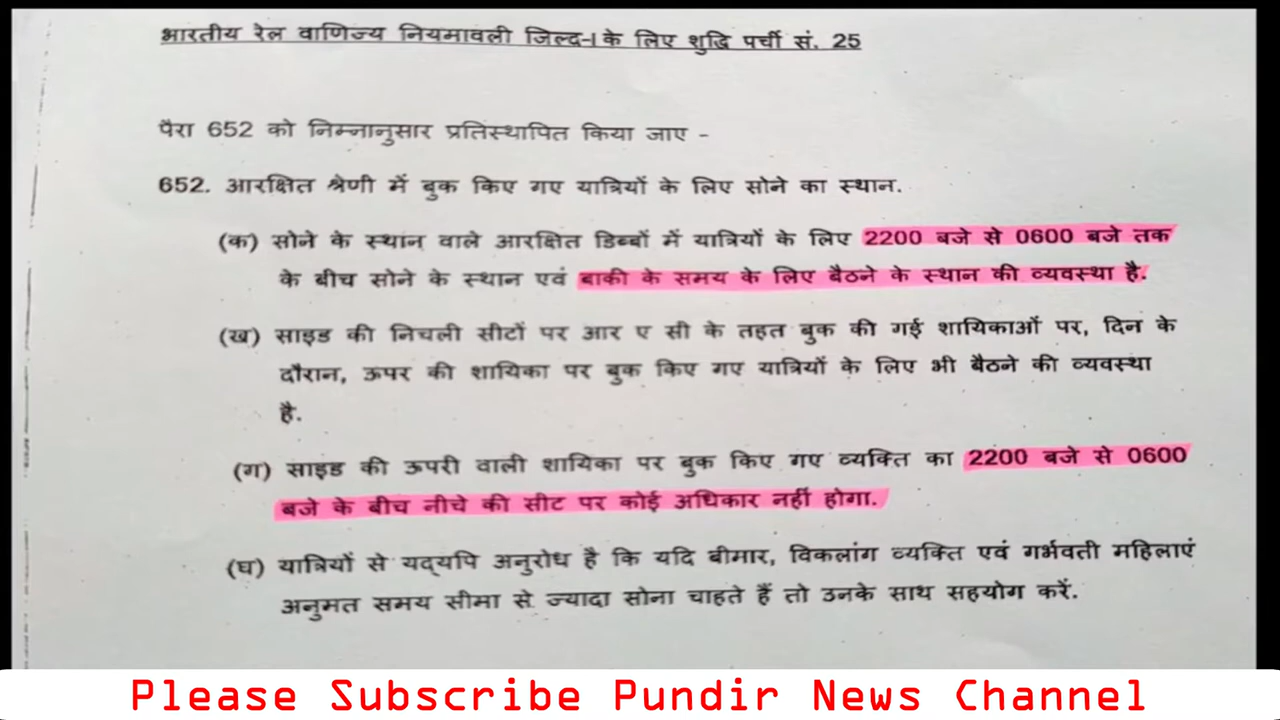 भारतीय रेल वाणिज्य नियमावली जिल्द-I के लिए शुद्धि पर्ची सं. 25
पैरा 652 को निम्नानुसार प्रतिस्थापित किया जाए -
652. आरक्षित श्रेणी में बुक किए गए यात्रियों के लिए सोने का स्थान.
(क) सोने के स्थान वाले आरक्षित डिब्बों में यात्रियों के लिए 2200 बजे से 0600 बजे तक
के बीच सोने के स्थान एवं बाकी के समय के लिए बैठने के स्थान की व्यवस्था है.
(ख) साइड की निचली सीटों पर आर ए सी के तहत बुक की गई शायिकाओं पर, दिन के
दौरान, ऊपर की शायिका पर बुक किए गए यात्रियों के लिए भी बैठने की व्यवस्था
है.
(ग) साइड की ऊपरी वाली शायिका पर बुक किए गए व्यक्ति का 2200 बजे से 0600
बजे के बीच नीचे की सीट पर कोई अधिकार नहीं होगा.
(घ) यात्रियों से यद्यपि अनुरोध है कि यदि बीमार, विकलांग व्यक्ति एवं गर्भवती महिलाएं
अनुमत समय सीमा से ज्यादा सोना चाहते हैं तो उनके साथ सहयोग करें.
Please Subscribe Pundir News Channel